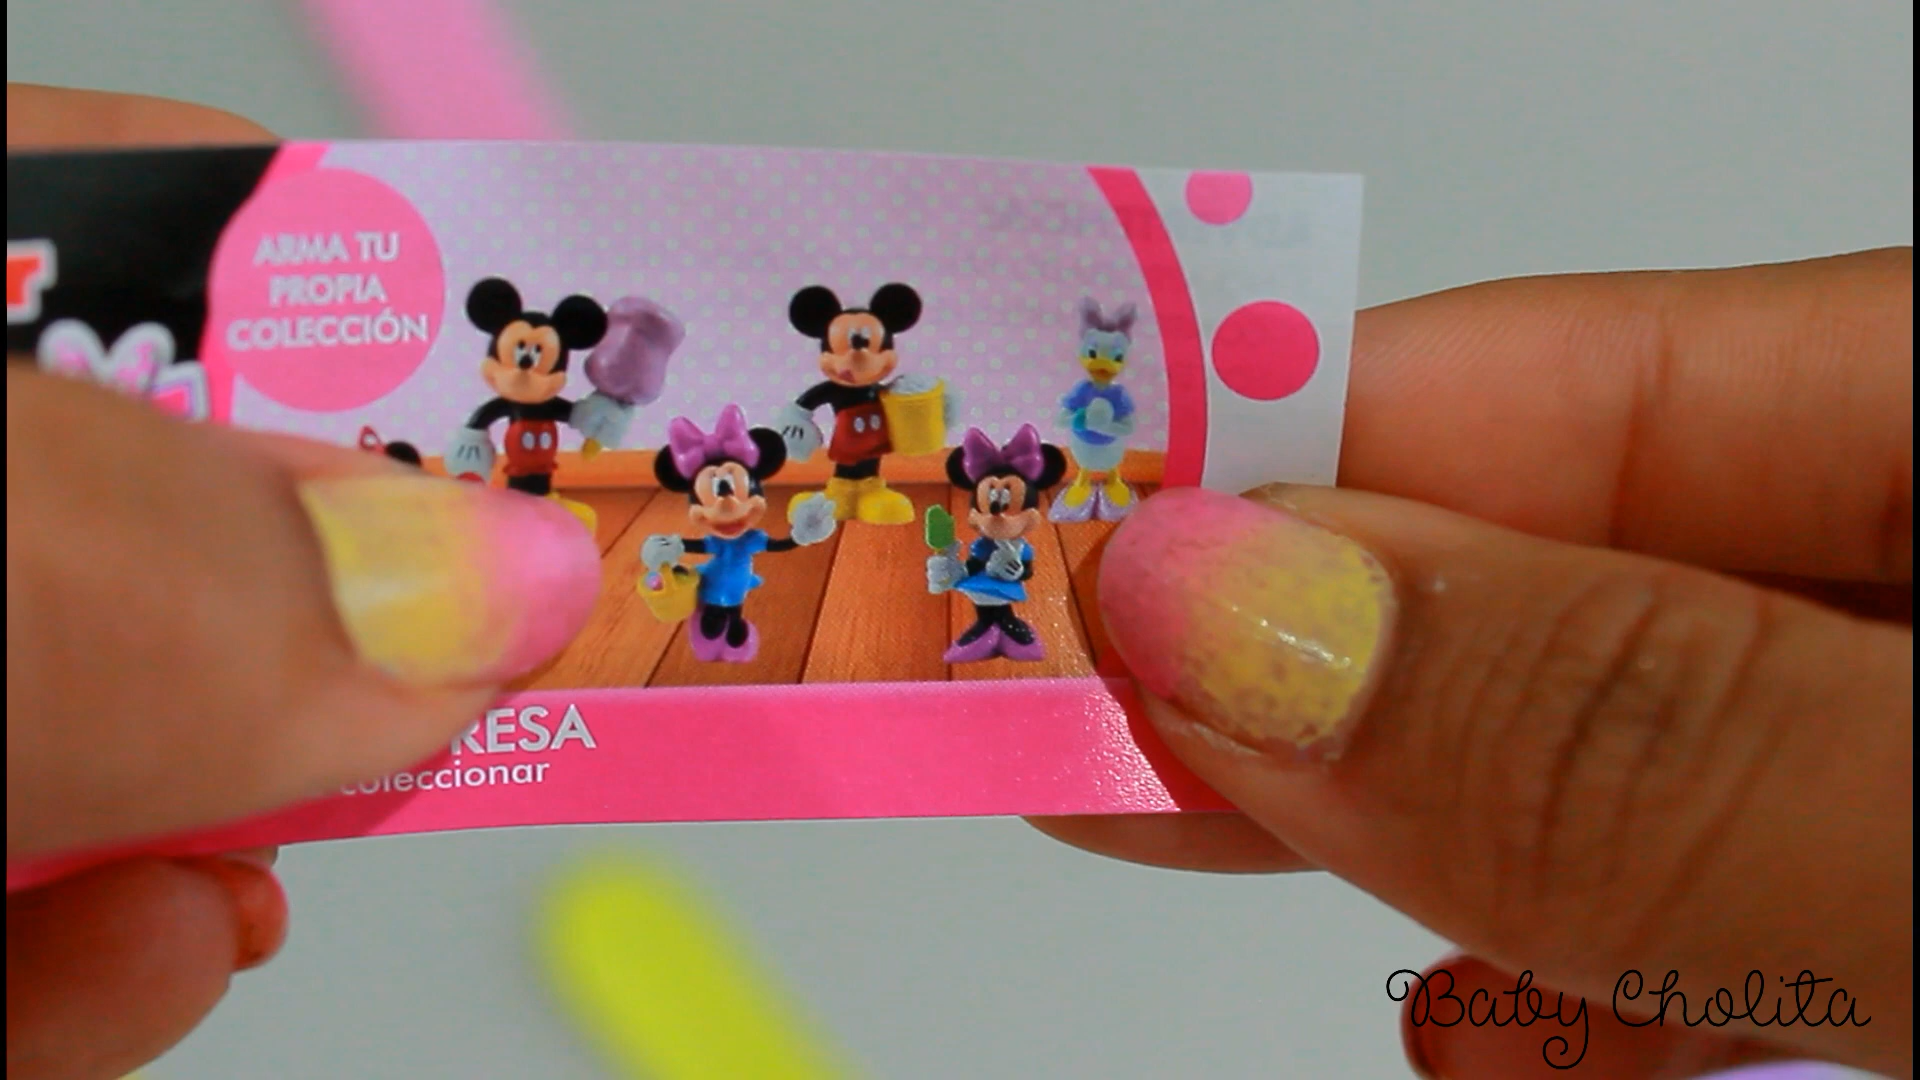 ARMA TU
PROPIA
COLECCIÓN
RESA
coleccionar
Baby Cholita